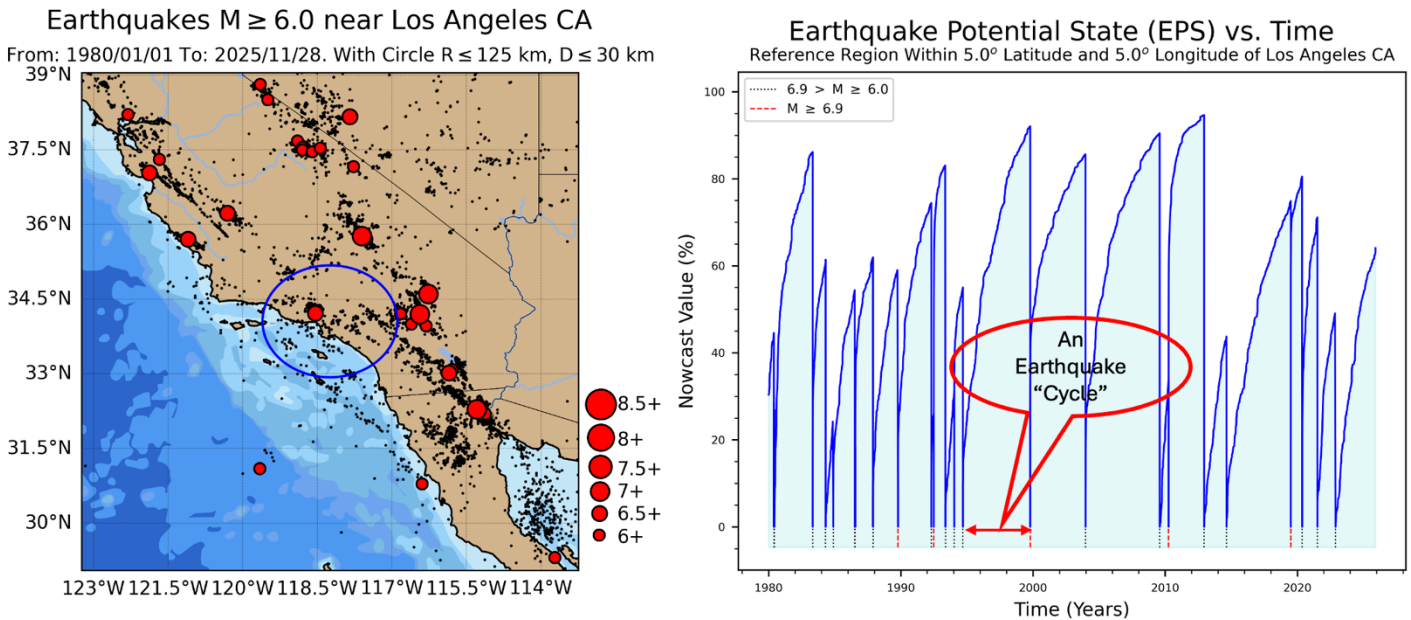 Earthquakes M ≥ 6.0 near Los Angeles CA
From: 1980/01/01 To: 2025/11/28. With Circle R ≤ 125 km, D ≤ 30 km
39°N
37.5°N
36°N
34.5°N
33°N
31.5°N
30°N
123°W 121.5°W 120°W 118.5°W 117°W 115.5°W 114°W
8.5+
8+
7.5+
7+
6.5+
6+
Earthquake Potential State (EPS) vs. Time
Reference Region Within 5.0° Latitude and 5.0° Longitude of Los Angeles CA
6.9 > M ≥ 6.0
M ≥ 6.9
Nowcast Value (%)
100
80
60
40
20
0
An
Earthquake
“Cycle”
1980 1990 2000 2010 2020
Time (Years)